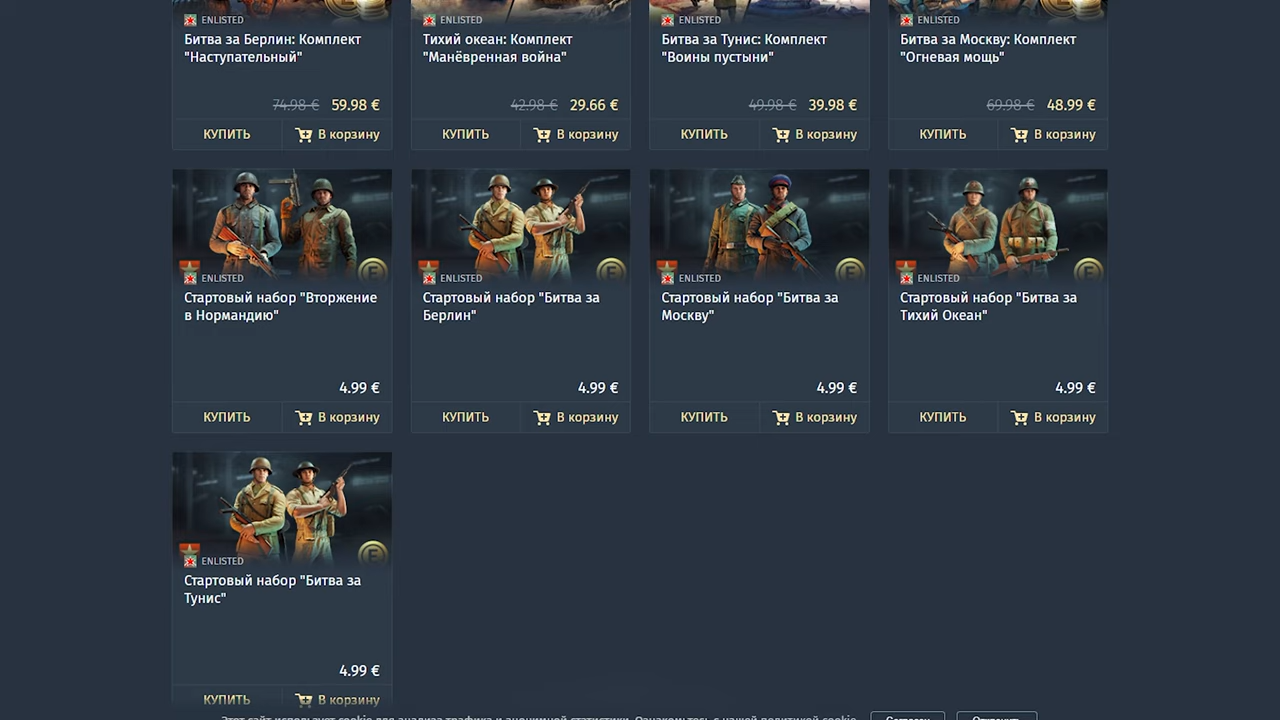 ENLISTED
ENLISTED
ENLISTED
ENLISTED
Битва за Берлин: Комплект
"Наступательный"
Тихий океан: Комплект
"Манёвренная война"
Битва за Тунис: Комплект
"Воины пустыни"
Битва за Москву: Комплект
"Огневая мощь"
74.98 € 59.98 €
42.98 € 29.66 €
49.98 € 39.98 €
69.98 € 48.99 €
КУПИТЬ В корзину
КУПИТЬ В корзину
КУПИТЬ В корзину
КУПИТЬ В корзину
ENLISTED
ENLISTED
ENLISTED
ENLISTED
Стартовый набор "Вторжение
в Нормандию"
Стартовый набор "Битва за
Берлин"
Стартовый набор "Битва за
Москву"
Стартовый набор "Битва за
Тихий Океан"
4.99 €
4.99 €
4.99 €
4.99 €
КУПИТЬ В корзину
КУПИТЬ В корзину
КУПИТЬ В корзину
КУПИТЬ В корзину
ENLISTED
Стартовый набор "Битва за
Тунис"
4.99 €
КУПИТЬ В корзину